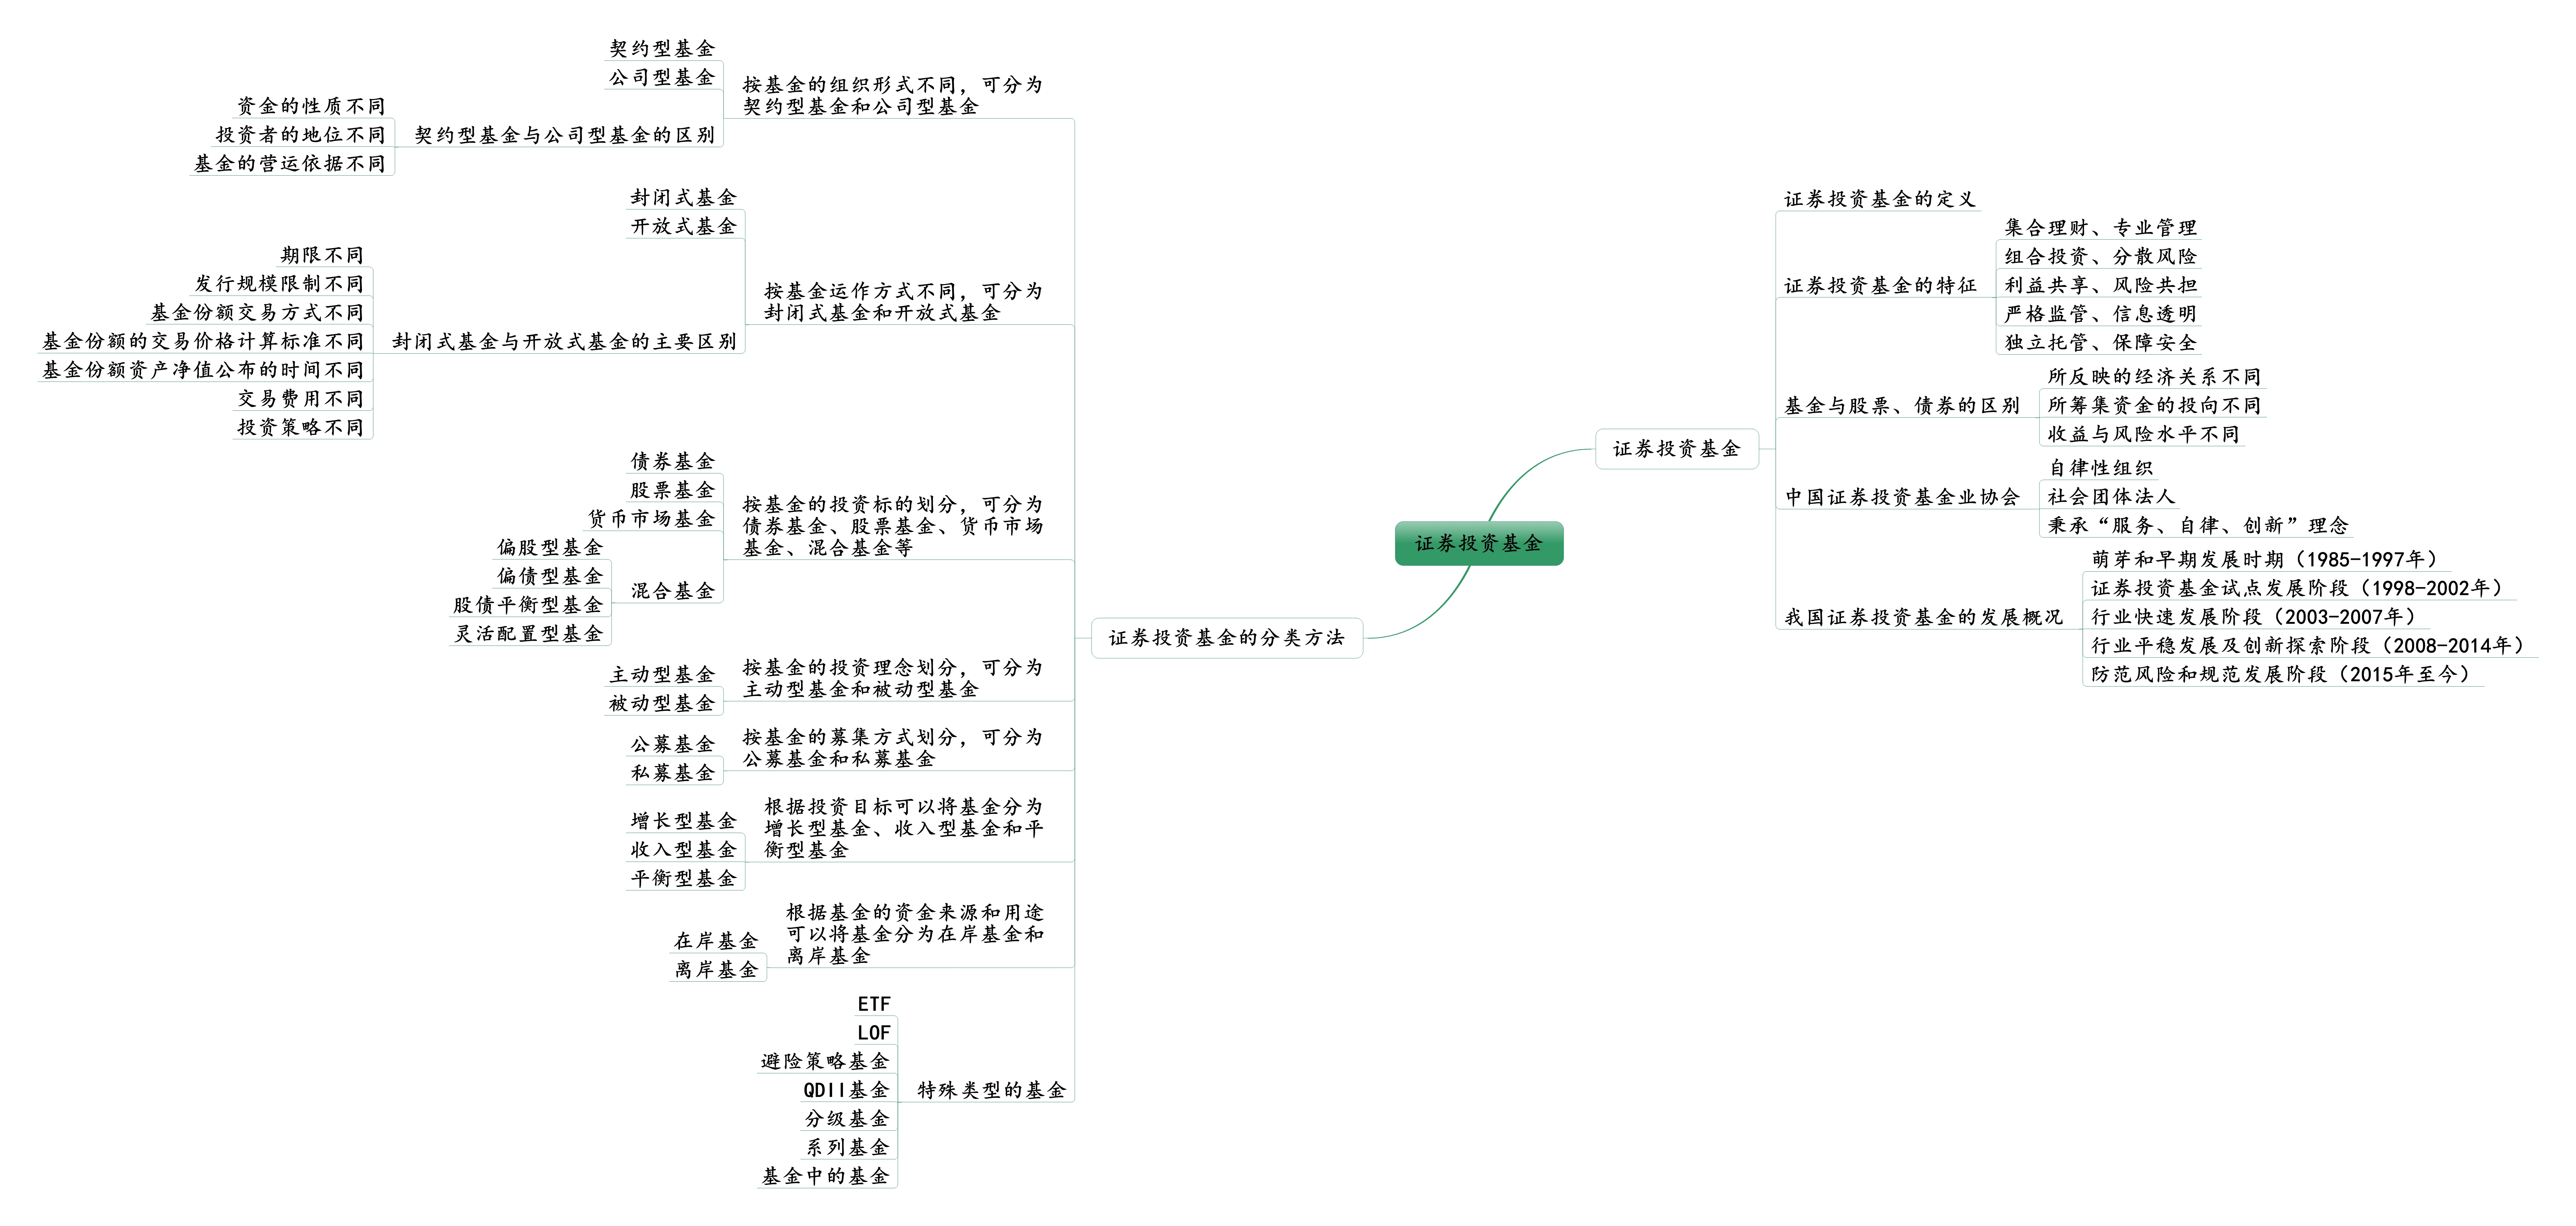 证券投资基金
证券投资基金
证券投资基金的定义
证券投资基金的特征
集合理财、专业管理
组合投资、分散风险
利益共享、风险共担
严格监管、信息透明
独立托管、保障安全
基金与股票、债券的区别
所反映的经济关系不同
所筹集资金的投向不同
收益与风险水平不同
中国证券投资基金业协会
自律性组织
社会团体法人
秉承“服务、自律、创新”理念
我国证券投资基金的发展概况
萌芽和早期发展时期（1985-1997年）
证券投资基金试点发展阶段（1998-2002年）
行业快速发展阶段（2003-2007年）
行业平稳发展及创新探索阶段（2008-2014年）
防范风险和规范发展阶段（2015年至今）
证券投资基金的分类方法
按基金的组织形式不同，可分为
契约型基金和公司型基金
契约型基金
公司型基金
契约型基金与公司型基金的区别
资金的性质不同
投资者的地位不同
基金的营运依据不同
按基金运作方式不同，可分为
封闭式基金和开放式基金
封闭式基金
开放式基金
封闭式基金与开放式基金的主要区别
期限不同
发行规模限制不同
基金份额交易方式不同
基金份额的交易价格计算标准不同
基金份额资产净值公布的时间不同
交易费用不同
投资策略不同
按基金的投资标的划分，可分为
债券基金、股票基金、货币市场
基金、混合基金等
债券基金
股票基金
货币市场基金
混合基金
偏股型基金
偏债型基金
股债平衡型基金
灵活配置型基金
按基金的投资理念划分，可分为
主动型基金和被动型基金
主动型基金
被动型基金
按基金的募集方式划分，可分为
公募基金和私募基金
公募基金
私募基金
根据投资目标可以将基金分为
增长型基金、收入型基金和平
衡型基金
增长型基金
收入型基金
平衡型基金
根据基金的资金来源和用途
可以将基金分为在岸基金和
离岸基金
在岸基金
离岸基金
特殊类型的基金
ETF
LOF
避险策略基金
QDII基金
分级基金
系列基金
基金中的基金